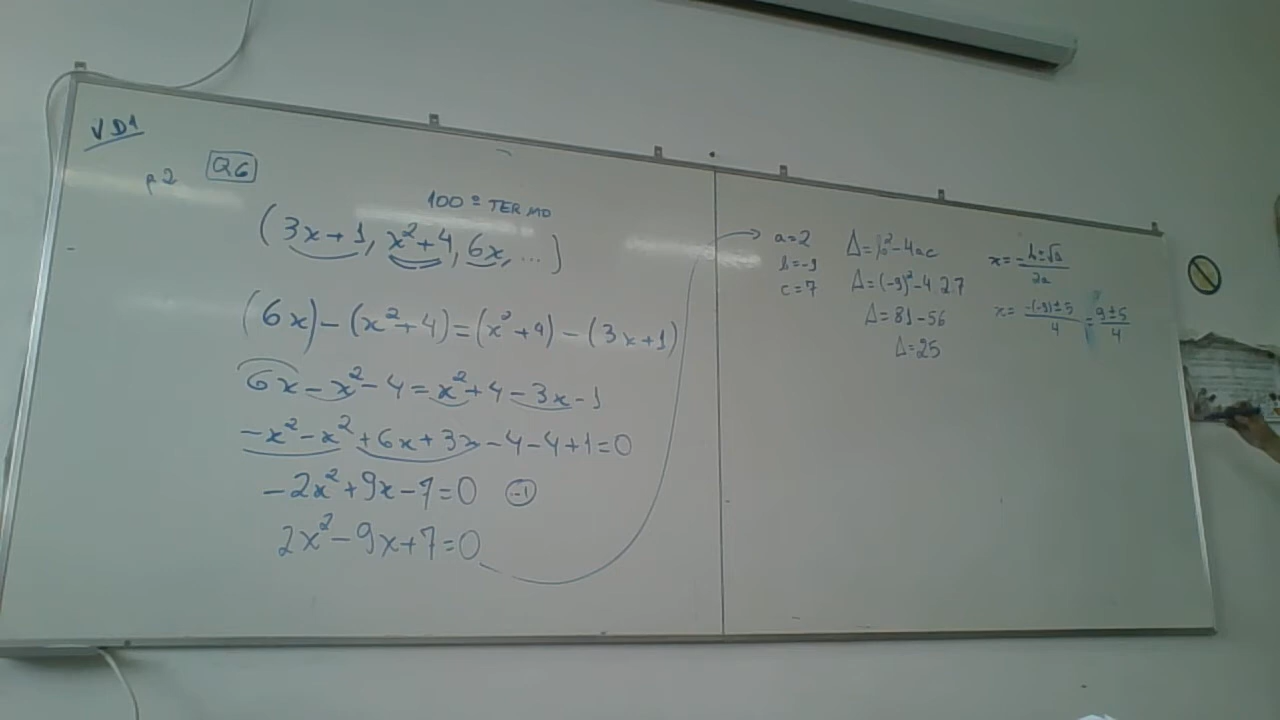 VD1
p2 Q6
100º TERMO
(3x+1, x²+4, 6x, ...)
(6x)-(x²+4)=(x²+4)-(3x+1)
6x-x²-4=x²+4-3x-1
-x²-x²+6x+3x-4-4+1=0
-2x²+9x-7=0 (-1)
2x²-9x+7=0
a=2
b=-9
c=7
Δ=b²-4ac
Δ=(-9)²-4.2.7
Δ=81-56
Δ=25
x=-b±√Δ/2a
x=-(-9)±5/4=9±5/4